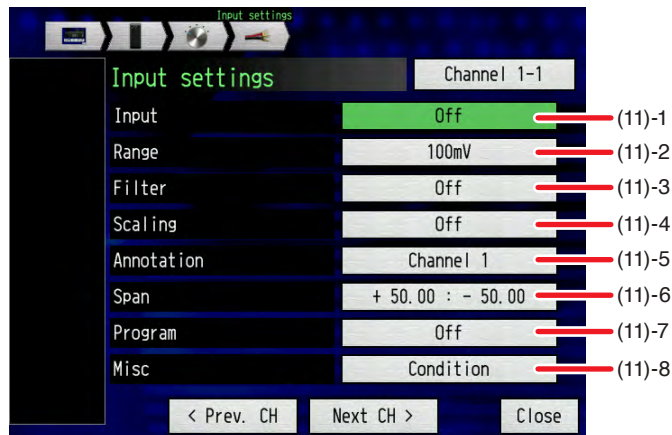 Input settings
Input settings Channel 1-1
Input Off (11)-1
Range 100mV (11)-2
Filter Off (11)-3
Scaling Off (11)-4
Annotation Channel 1 (11)-5
Span + 50.00 : - 50.00 (11)-6
Program Off (11)-7
Misc Condition (11)-8
< Prev. CH Next CH > Close